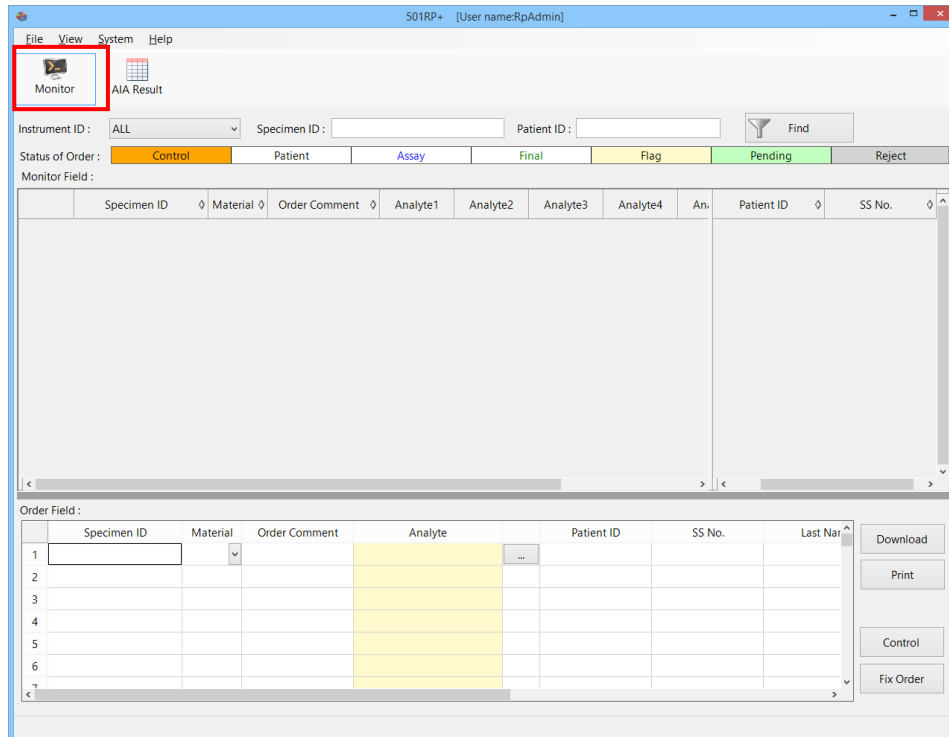 501RP+ [User name:RpAdmin]
File View System Help
Monitor AIA Result
Instrument ID : ALL Specimen ID : Patient ID : Find
Status of Order : Control Patient Assay Final Flag Pending Reject
Monitor Field :
Specimen ID Material Order Comment Analyte1 Analyte2 Analyte3 Analyte4 Patient ID SS No.
Order Field :
Specimen ID Material Order Comment Analyte Patient ID SS No. Last Nar
Download
1 ...
2 Print
3
4
5 Control
6
7 Fix Order